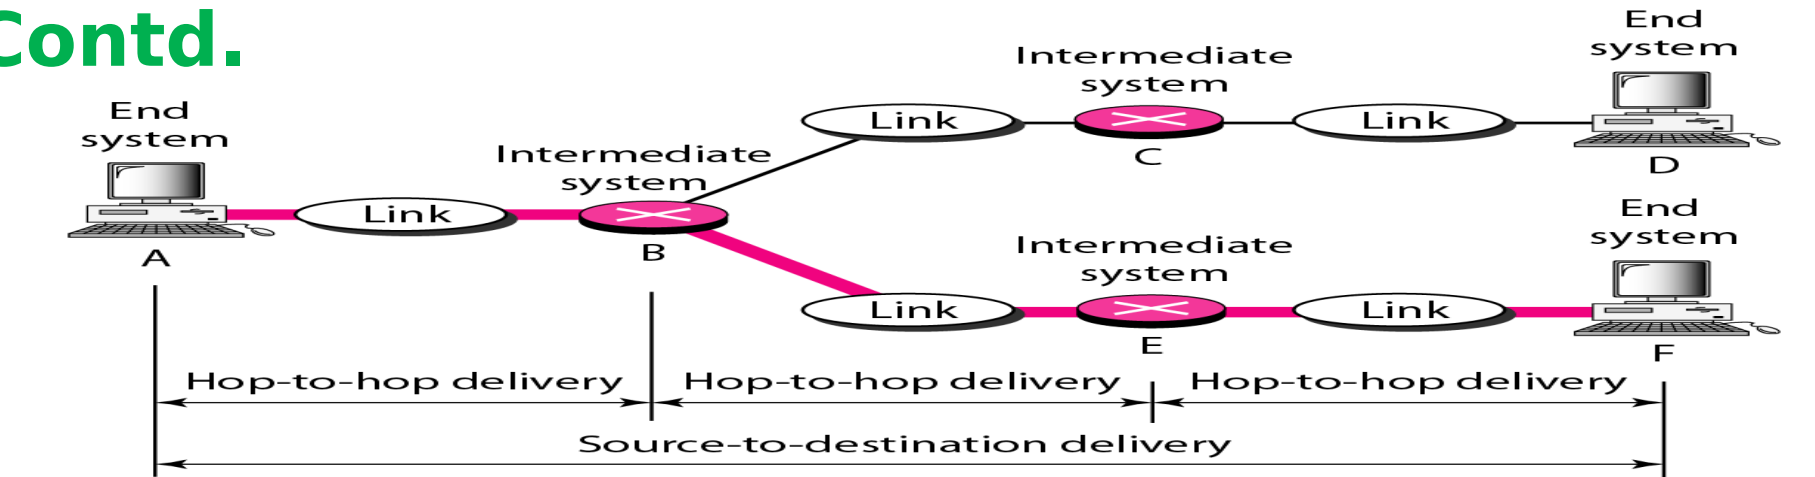 Contd.
End
system
Intermediate
system
Link
Link
C
D
End
system
Intermediate
system
Link
Link
A
B
End
system
Intermediate
system
Link
Link
E
F
Hop-to-hop delivery
Hop-to-hop delivery
Hop-to-hop delivery
Source-to-destination delivery